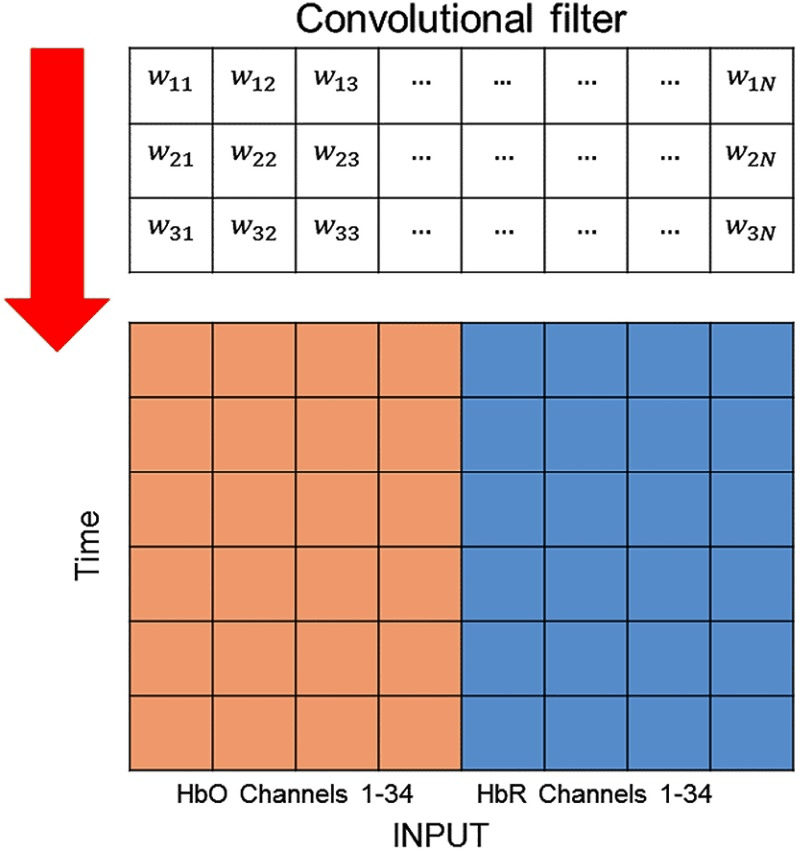 Convolutional filter
w11 w12 w13 ... ... ... ... w1N
w21 w22 w23 ... ... ... ... w2N
w31 w32 w33 ... ... ... ... w3N
Time
HbO Channels 1-34 HbR Channels 1-34
INPUT